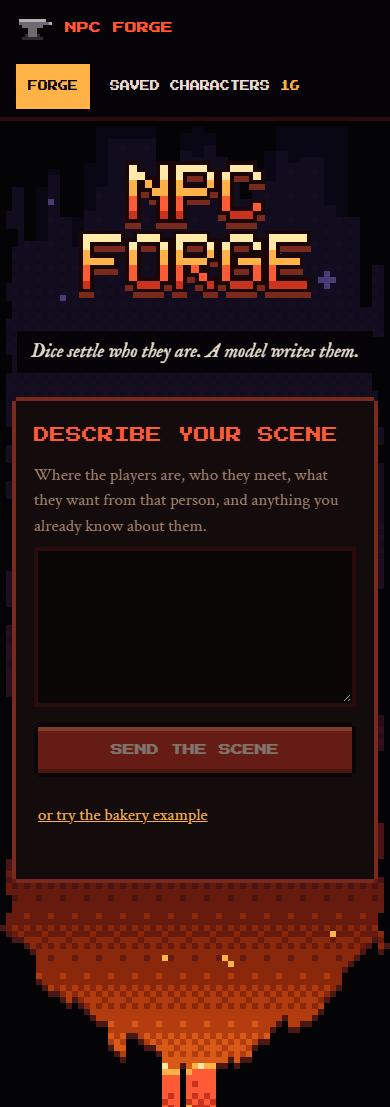 NPC FORGE
FORGE SAVED CHARACTERS 16
NPC
FORGE
Dice settle who they are. A model writes them.
DESCRIBE YOUR SCENE
Where the players are, who they meet, what
they want from that person, and anything you
already know about them.
SEND THE SCENE
or try the bakery example